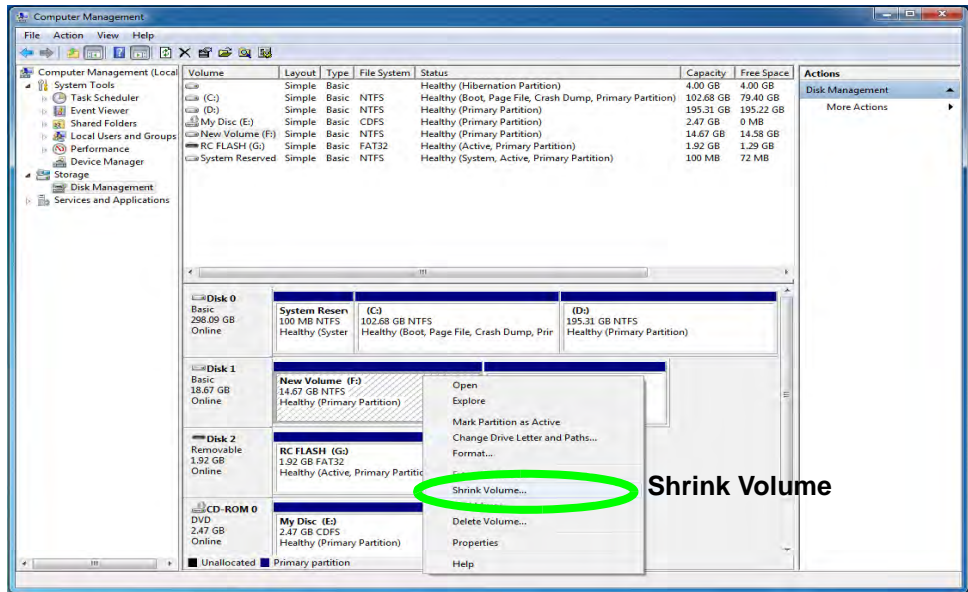 Computer Management
File Action View Help
Computer Management (Local
System Tools
Task Scheduler
Event Viewer
Shared Folders
Local Users and Groups
Performance
Device Manager
Storage
Disk Management
Services and Applications
Volume Layout Type File System Status Capacity Free Space
Simple Basic Healthy (Hibernation Partition) 4.00 GB 4.00 GB
(C:) Simple Basic NTFS Healthy (Boot, Page File, Crash Dump, Primary Partition) 102.68 GB 79.40 GB
(D:) Simple Basic NTFS Healthy (Primary Partition) 195.31 GB 195.22 GB
My Disc (E:) Simple Basic CDFS Healthy (Primary Partition) 2.47 GB 0 MB
New Volume (F:) Simple Basic NTFS Healthy (Primary Partition) 14.67 GB 14.58 GB
RC FLASH (G:) Simple Basic FAT32 Healthy (Active, Primary Partition) 1.92 GB 1.29 GB
System Reserved Simple Basic NTFS Healthy (System, Active, Primary Partition) 100 MB 72 MB
Actions
Disk Management
More Actions
Disk 0
Basic
298.09 GB
Online
System Reserv
100 MB NTFS
Healthy (Syster
(C:)
102.68 GB NTFS
Healthy (Boot, Page File, Crash Dump, Prir
(D:)
195.31 GB NTFS
Healthy (Primary Partition)
Disk 1
Basic
18.67 GB
Online
New Volume (F:)
14.67 GB NTFS
Healthy (Primary Partition)
Disk 2
Removable
1.92 GB
Online
RC FLASH (G:)
1.92 GB FAT32
Healthy (Active, Primary Partitic
CD-ROM 0
DVD
2.47 GB
Online
My Disc (E:)
2.47 GB CDFS
Healthy (Primary Partition)
Unallocated Primary partition
Open
Explore
Mark Partition as Active
Change Drive Letter and Paths...
Format...
Shrink Volume...
Delete Volume...
Properties
Help
Shrink Volume